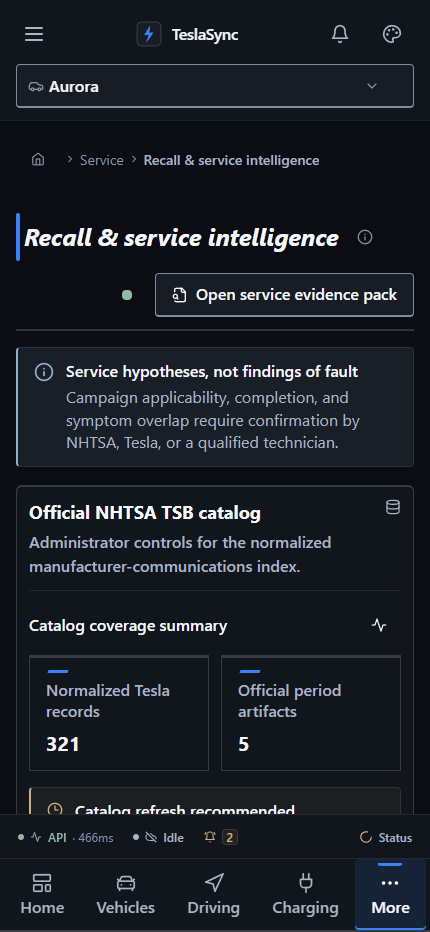 TeslaSync
Aurora
Service
Recall & service intelligence
Recall & service intelligence
Open service evidence pack
Service hypotheses, not findings of fault
Campaign applicability, completion, and
symptom overlap require confirmation by
NHTSA, Tesla, or a qualified technician.
Official NHTSA TSB catalog
Administrator controls for the normalized
manufacturer-communications index.
Catalog coverage summary
Normalized Tesla
records
321
Official period
artifacts
5
Catalog refresh recommended
API · 466ms
Idle
2
Status
Home
Vehicles
Driving
Charging
More